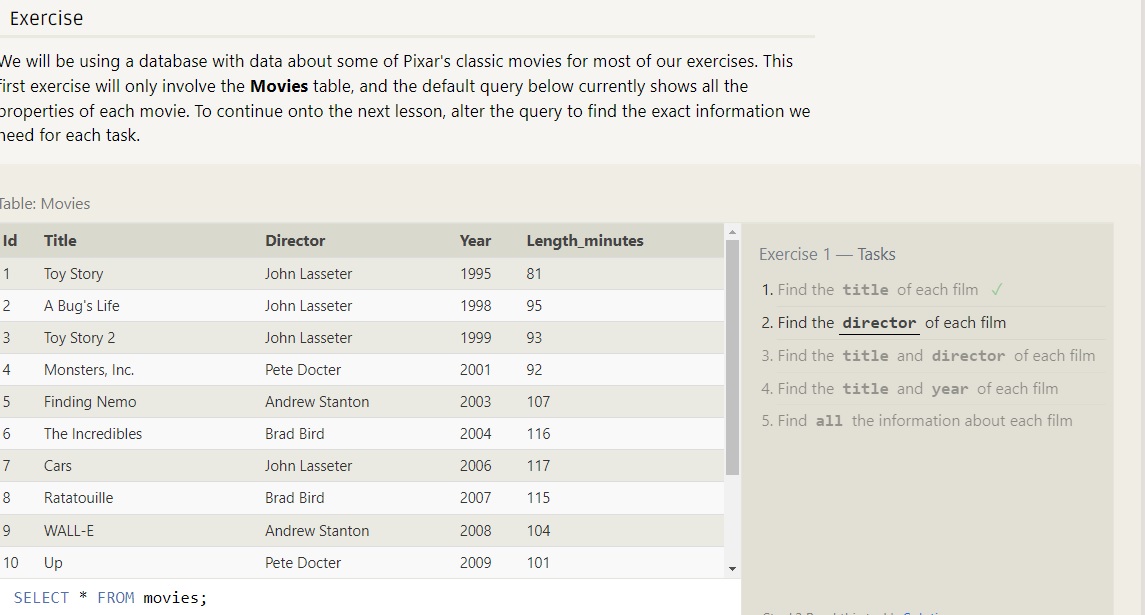 Exercise
We will be using a database with data about some of Pixar's classic movies for most of our exercises. This
first exercise will only involve the Movies table, and the default query below currently shows all the
properties of each movie. To continue onto the next lesson, alter the query to find the exact information we
need for each task.
Table: Movies
Id Title Director Year Length_minutes
1 Toy Story John Lasseter 1995 81
2 A Bug's Life John Lasseter 1998 95
3 Toy Story 2 John Lasseter 1999 93
4 Monsters, Inc. Pete Docter 2001 92
5 Finding Nemo Andrew Stanton 2003 107
6 The Incredibles Brad Bird 2004 116
7 Cars John Lasseter 2006 117
8 Ratatouille Brad Bird 2007 115
9 WALL-E Andrew Stanton 2008 104
10 Up Pete Docter 2009 101
SELECT * FROM movies;
Exercise 1 — Tasks
1. Find the title of each film ✓
2. Find the director of each film
3. Find the title and director of each film
4. Find the title and year of each film
5. Find all the information about each film